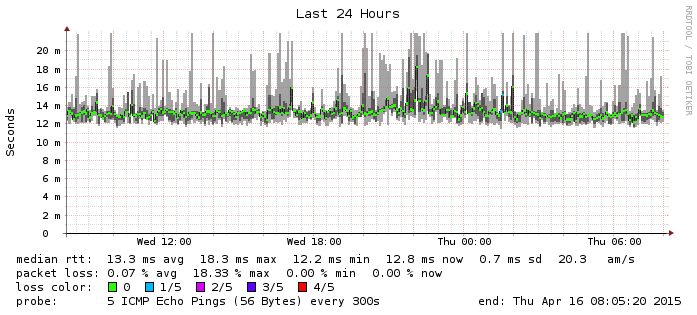 Last 24 Hours
RRDTOOL / TOBI OETIKER
Seconds
20 m
18 m
16 m
14 m
12 m
10 m
8 m
6 m
4 m
2 m
0
Wed 12:00 Wed 18:00 Thu 00:00 Thu 06:00
median rtt: 13.3 ms avg 18.3 ms max 12.2 ms min 12.8 ms now 0.7 ms sd 20.3 am/s
packet loss: 0.07 % avg 18.33 % max 0.00 % min 0.00 % now
loss color: 0 1/5 2/5 3/5 4/5
probe: 5 ICMP Echo Pings (56 Bytes) every 300s end: Thu Apr 16 08:05:20 2015